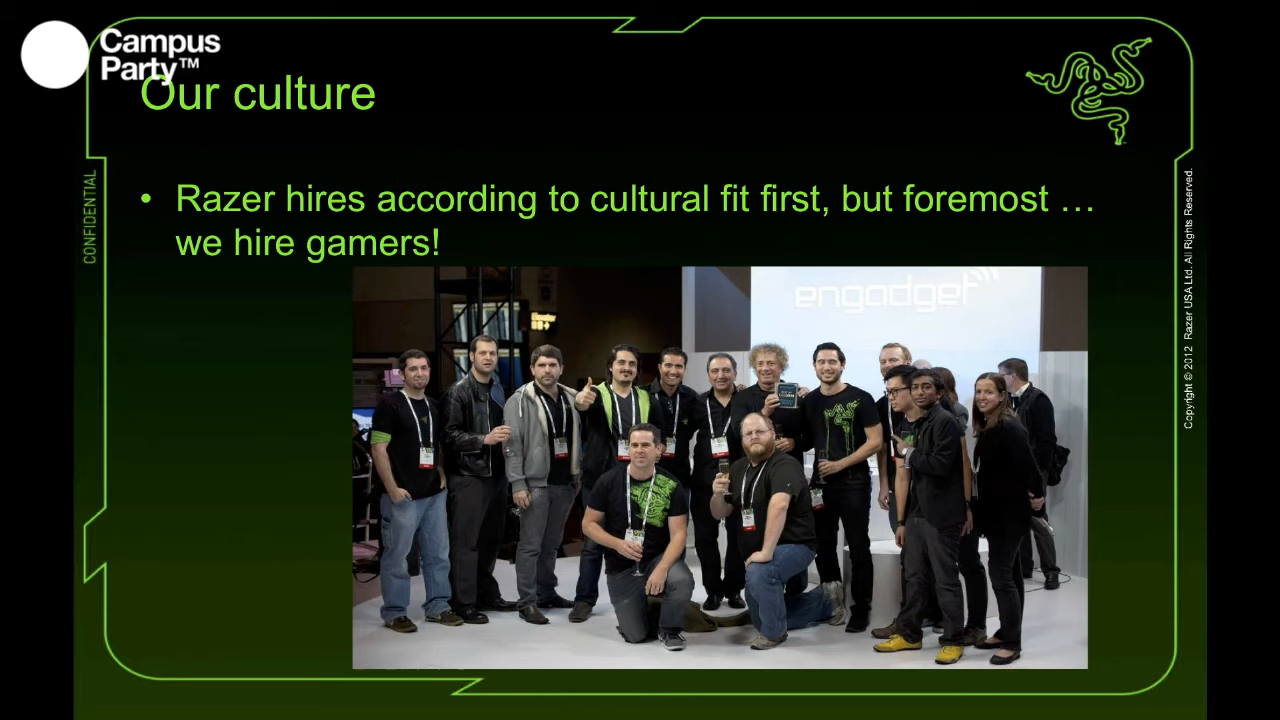 Campus
Party™
Our culture
• Razer hires according to cultural fit first, but foremost …
we hire gamers!
CONFIDENTIAL
Copyright © 2012 Razer USA Ltd. All Rights Reserved.
engadget